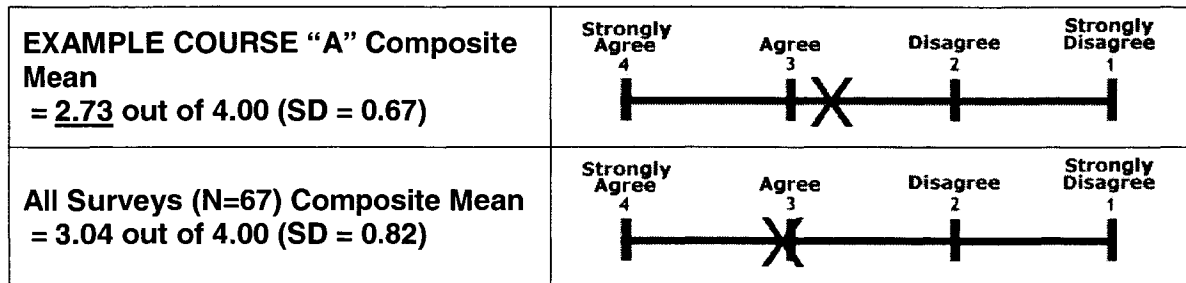 EXAMPLE COURSE “A” Composite
Mean
= 2.73 out of 4.00 (SD = 0.67)
Strongly
Agree Agree Disagree Strongly
Disagree
4 3 2 1
All Surveys (N=67) Composite Mean
= 3.04 out of 4.00 (SD = 0.82)
Strongly
Agree Agree Disagree Strongly
Disagree
4 3 2 1